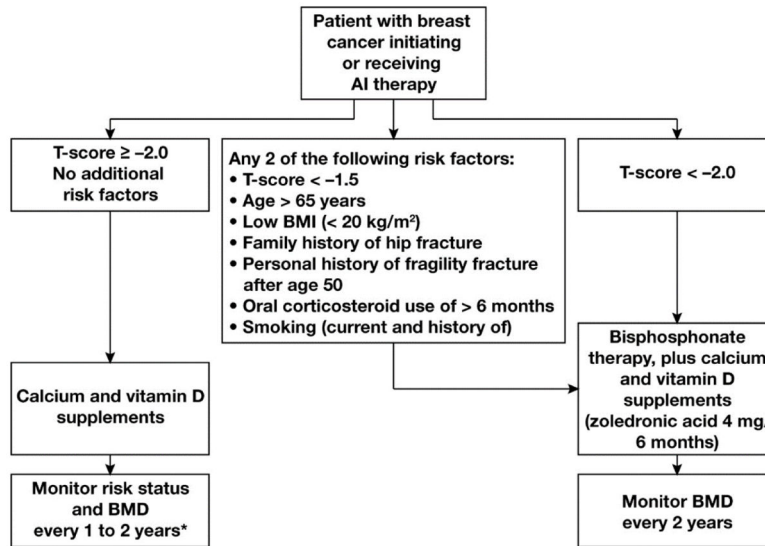 Patient with breast
cancer initiating
or receiving
AI therapy
T-score ≥ –2.0
No additional
risk factors
Any 2 of the following risk factors:
• T-score < –1.5
• Age > 65 years
• Low BMI (< 20 kg/m²)
• Family history of hip fracture
• Personal history of fragility fracture
after age 50
• Oral corticosteroid use of > 6 months
• Smoking (current and history of)
T-score < –2.0
Calcium and vitamin D
supplements
Bisphosphonate
therapy, plus calcium
and vitamin D
supplements
(zoledronic acid 4 mg/
6 months)
Monitor risk status
and BMD
every 1 to 2 years*
Monitor BMD
every 2 years